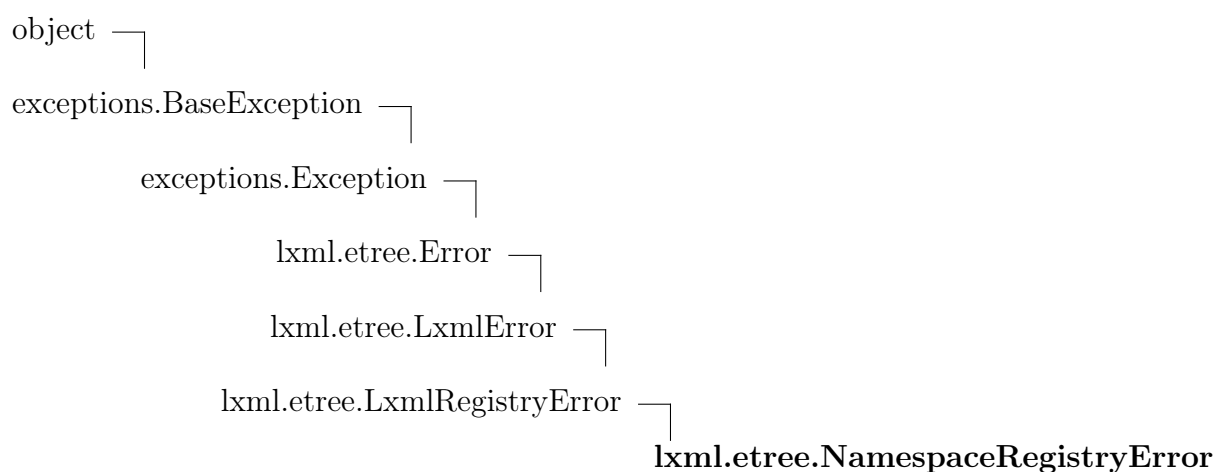 object
exceptions.BaseException
exceptions.Exception
lxml.etree.Error
lxml.etree.LxmlError
lxml.etree.LxmlRegistryError
lxml.etree.NamespaceRegistryError